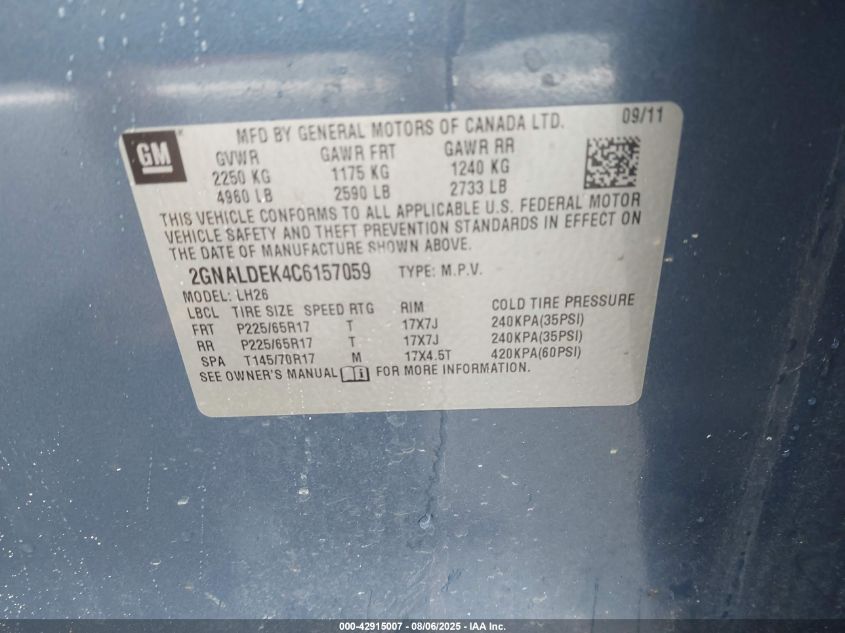 GM
MFD BY GENERAL MOTORS OF CANADA LTD. 09/11
GVWR GAWR FRT GAWR RR
2250 KG 1175 KG 1240 KG
4960 LB 2590 LB 2733 LB
THIS VEHICLE CONFORMS TO ALL APPLICABLE U.S. FEDERAL MOTOR
VEHICLE SAFETY AND THEFT PREVENTION STANDARDS IN EFFECT ON
THE DATE OF MANUFACTURE SHOWN ABOVE.
2GNALDEK4C6157059 TYPE: M.P.V.
MODEL: LH26
LBCL TIRE SIZE SPEED RTG RIM COLD TIRE PRESSURE
FRT P225/65R17 T 17X7J 240KPA(35PSI)
RR P225/65R17 T 17X7J 240KPA(35PSI)
SPA T145/70R17 M 17X4.5T 420KPA(60PSI)
SEE OWNER'S MANUAL FOR MORE INFORMATION.
000-42915007 - 08/06/2025 - IAA Inc.